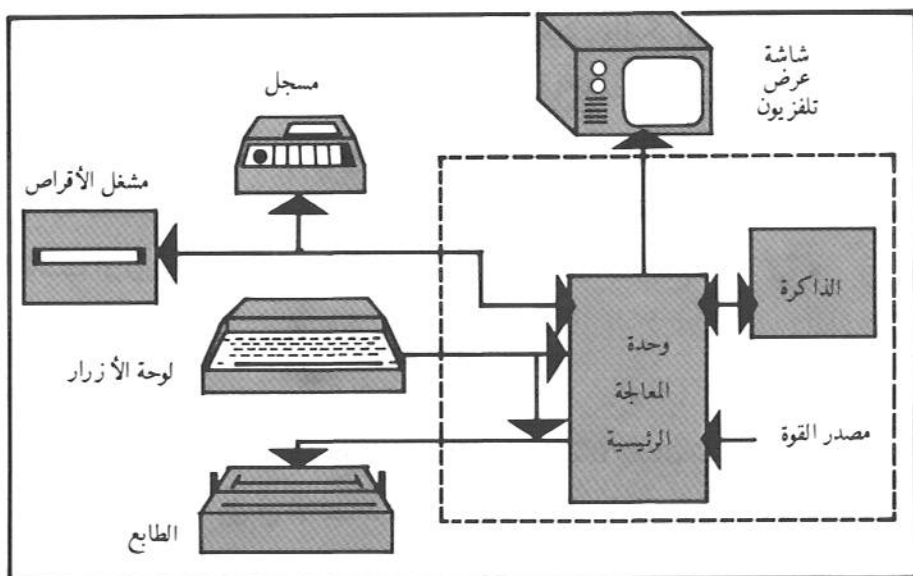 شاشة
عرض
تلفزيون
مسجل
مشغل الأقراص
الذاكرة
وحدة
المعالجة
الرئيسية
لوحة الأزرار
مصدر القوة
الطابع